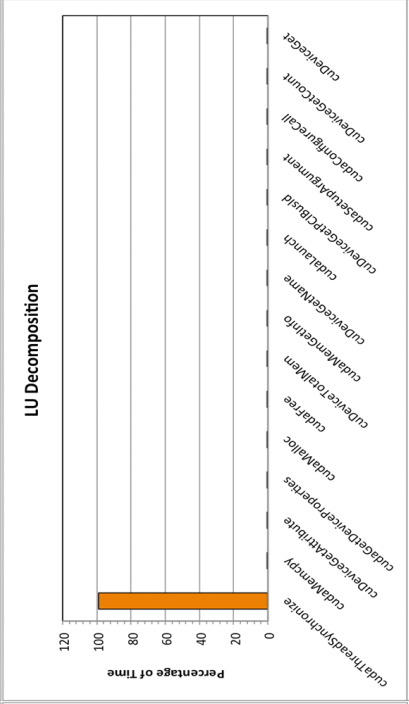 LU Decomposition
Percentage of Time
120
100
80
60
40
20
0
cudaThreadSynchronize
cudaMemcpy
cuDeviceGetAttribute
cudaGetDeviceProperties
cudaMalloc
cudaFree
cuDeviceTotalMem
cudaMemGetInfo
cuDeviceGetName
cudaLaunch
cuDeviceGetPCIBusId
cudaSetupArgument
cudaConfigureCall
cuDeviceGetCount
cuDeviceGet